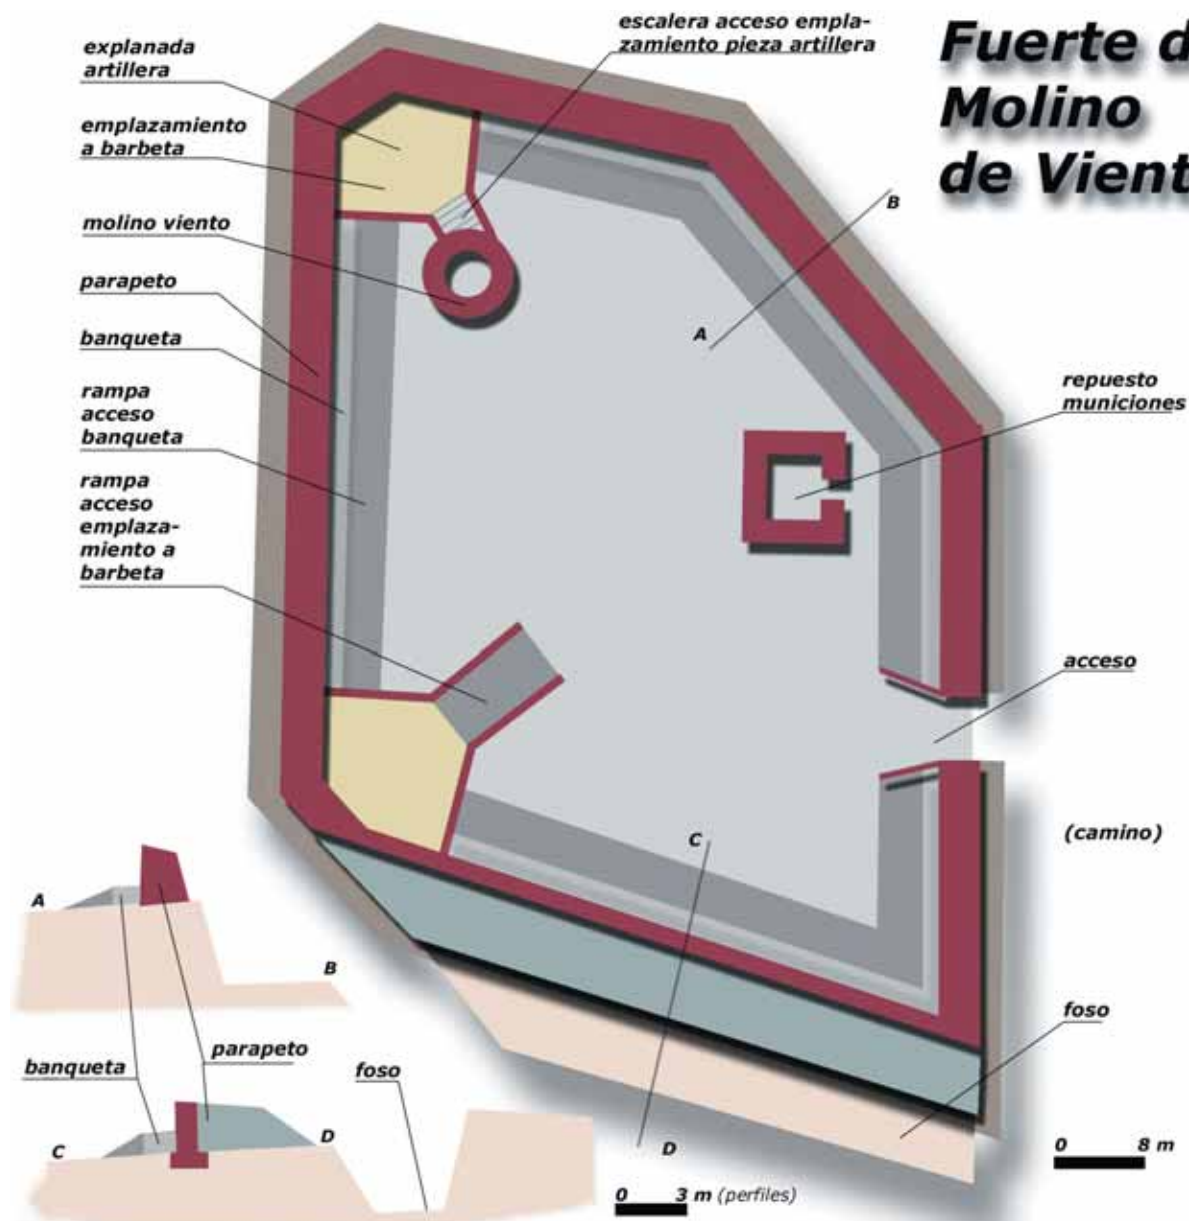 Fuerte d
Molino
de Vient
explanada
artillera
emplazamiento
a barbeta
molino viento
parapeto
banqueta
rampa
acceso
banqueta
rampa
acceso
emplaza-
miento a
barbeta
escalera acceso empla-
zamiento pieza artillera
B
A
repuesto
municiones
acceso
(camino)
C
D
foso
0 8 m
A
B
banqueta
parapeto
foso
C
D
0 3 m (perfiles)